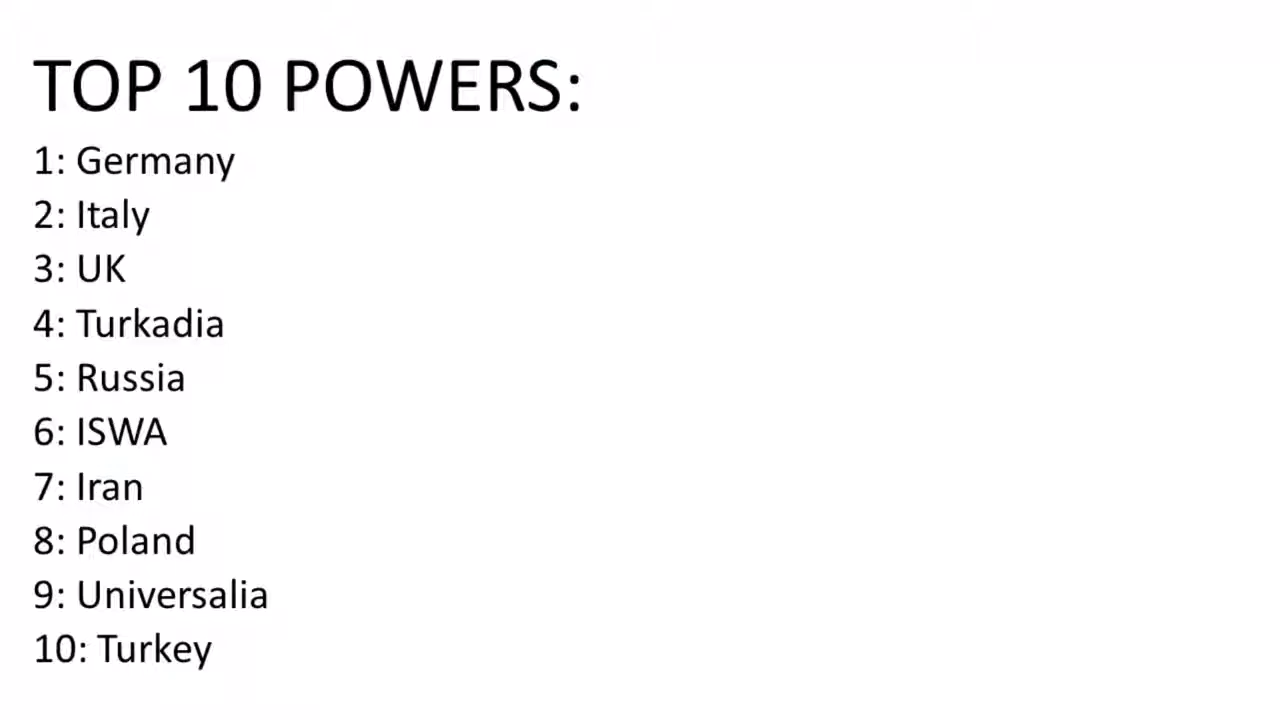 TOP 10 POWERS:
1: Germany
2: Italy
3: UK
4: Turkadia
5: Russia
6: ISWA
7: Iran
8: Poland
9: Universalia
10: Turkey